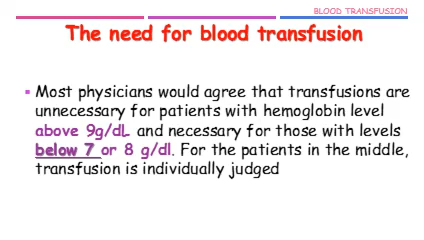 BLOOD TRANSFUSION
The need for blood transfusion
Most physicians would agree that transfusions are
unnecessary for patients with hemoglobin level
above 9g/dL and necessary for those with levels
below 7 or 8 g/dl. For the patients in the middle,
transfusion is individually judged